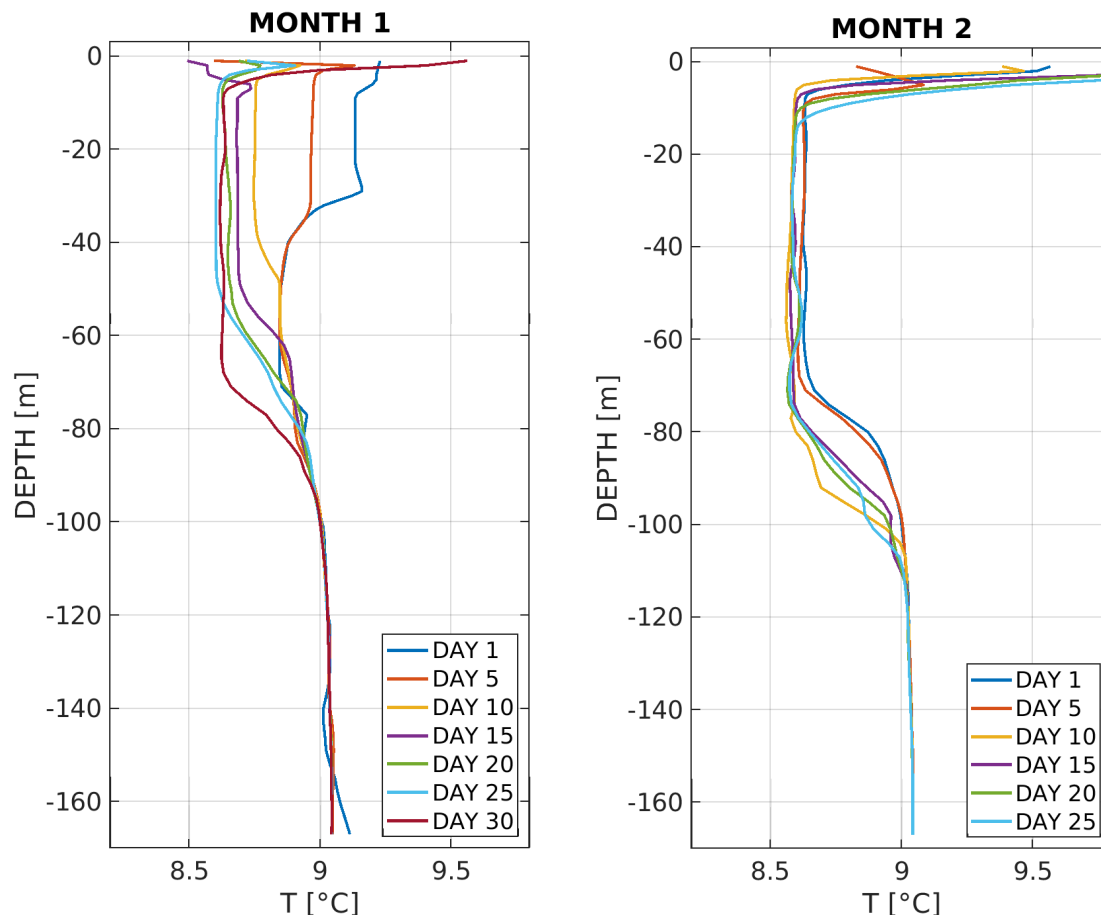 MONTH 1
0
-20
-40
-60
-80
-100
-120
-140
-160
DEPTH [m]
8.5
9
9.5
T [°C]
DAY 1
DAY 5
DAY 10
DAY 15
DAY 20
DAY 25
DAY 30
MONTH 2
0
-20
-40
-60
-80
-100
-120
-140
-160
DEPTH [m]
8.5
9
9.5
T [°C]
DAY 1
DAY 5
DAY 10
DAY 15
DAY 20
DAY 25